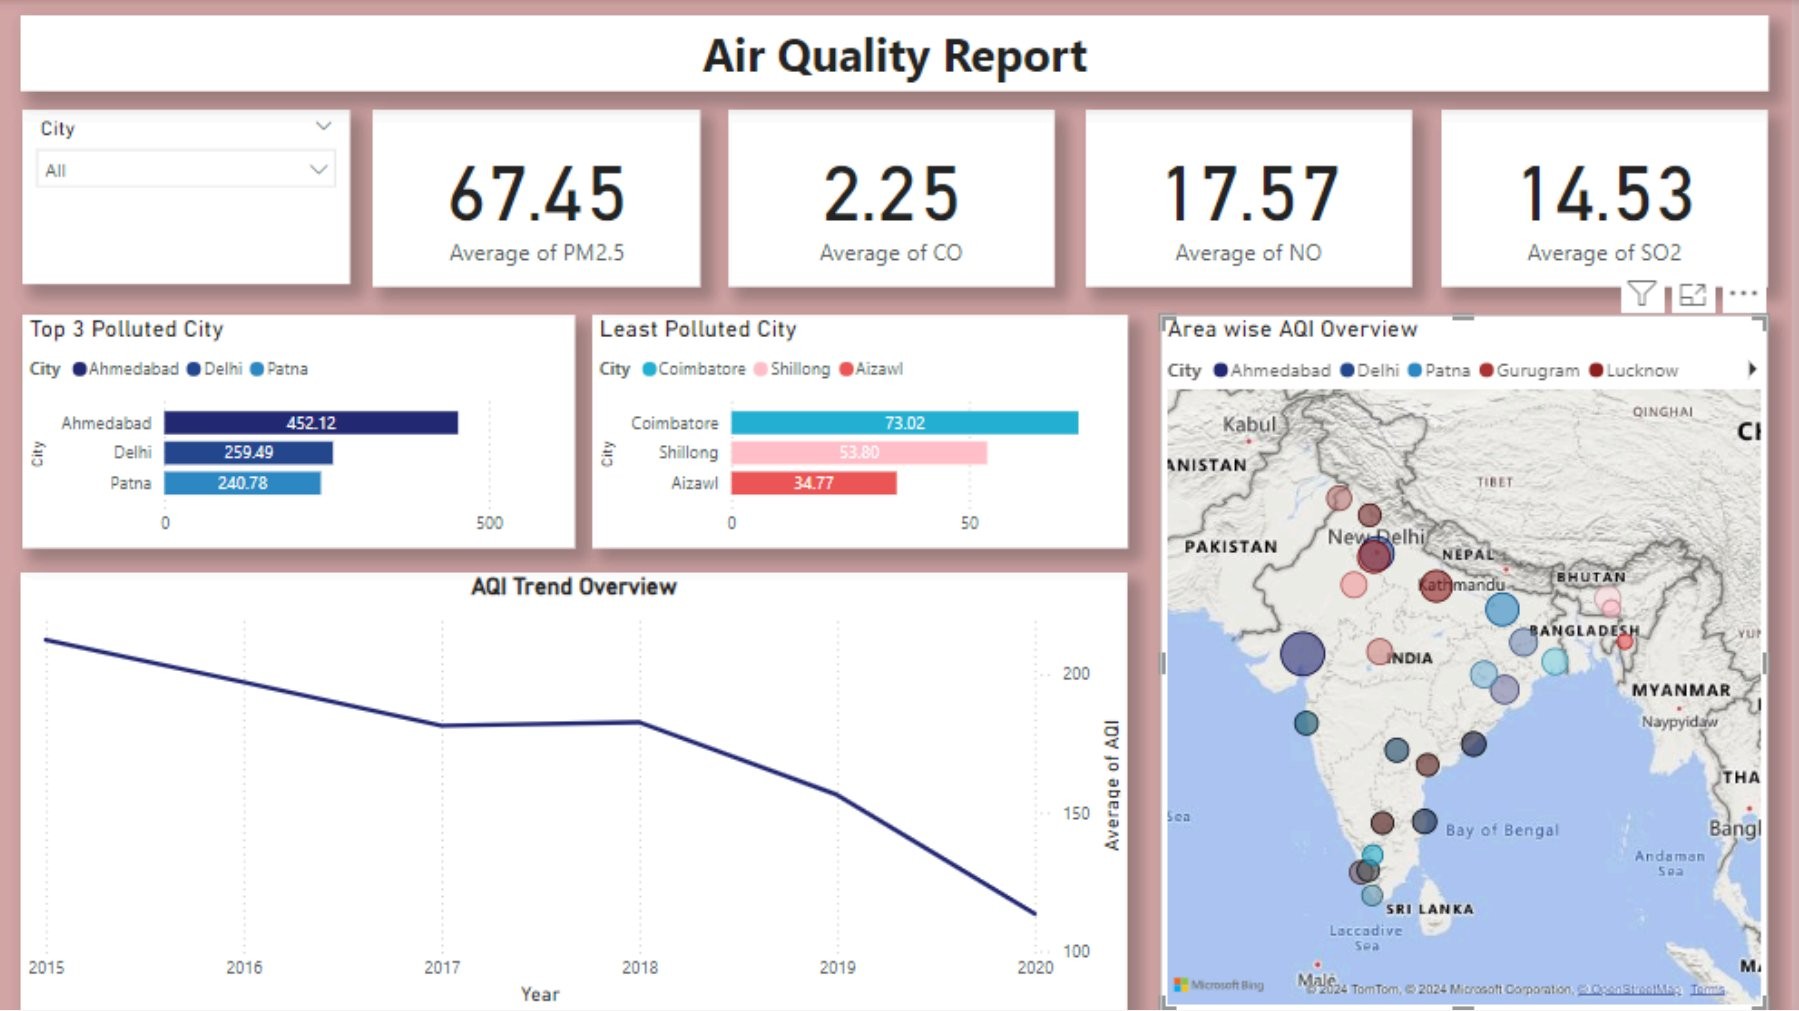 Air Quality Report
City
All
67.45
Average of PM2.5
2.25
Average of CO
17.57
Average of NO
14.53
Average of SO2
Top 3 Polluted City
City Ahmedabad Delhi Patna
City
Ahmedabad 452.12
Delhi 259.49
Patna 240.78
0 500
Least Polluted City
City Coimbatore Shillong Aizawl
City
Coimbatore 73.02
Shillong 53.80
Aizawl 34.77
0 50
AQI Trend Overview
200
150
100
Average of AQI
2015 2016 2017 2018 2019 2020
Year
Area wise AQI Overview
City Ahmedabad Delhi Patna Gurugram Lucknow
QINGHAI
Kabul
CH
ANISTAN
TIBET
New Delhi
PAKISTAN
NEPAL
BHUTAN
Kathmandu
BANGLADESH
YUN
INDIA
MYANMAR
Naypyidaw
THA
Sea
Bay of Bengal
Bangl
Andaman
Sea
SRI LANKA
Laccadive
Sea
MA
Malé
Microsoft Bing
© 2024 TomTom, © 2024 Microsoft Corporation, © OpenStreetMap Terms